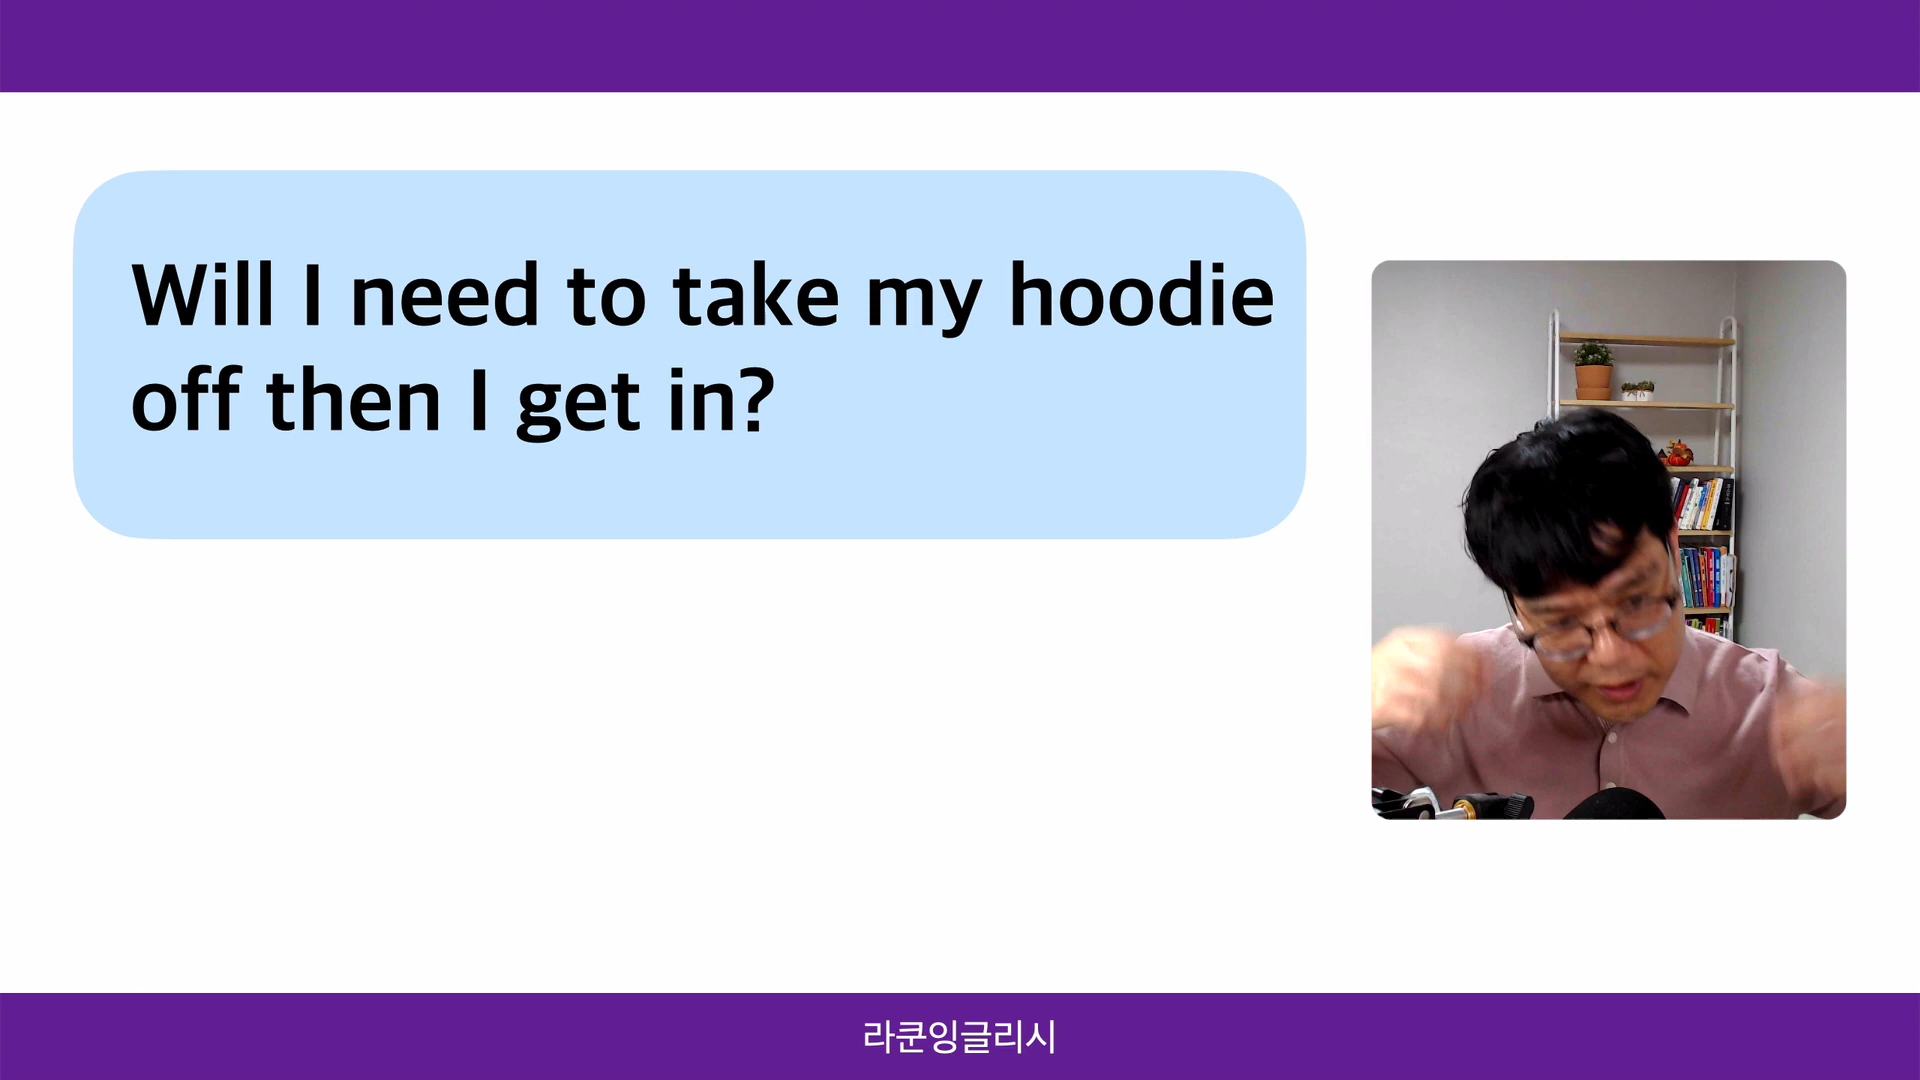 Will I need to take my hoodie
off then I get in?
라쿤잉글리시